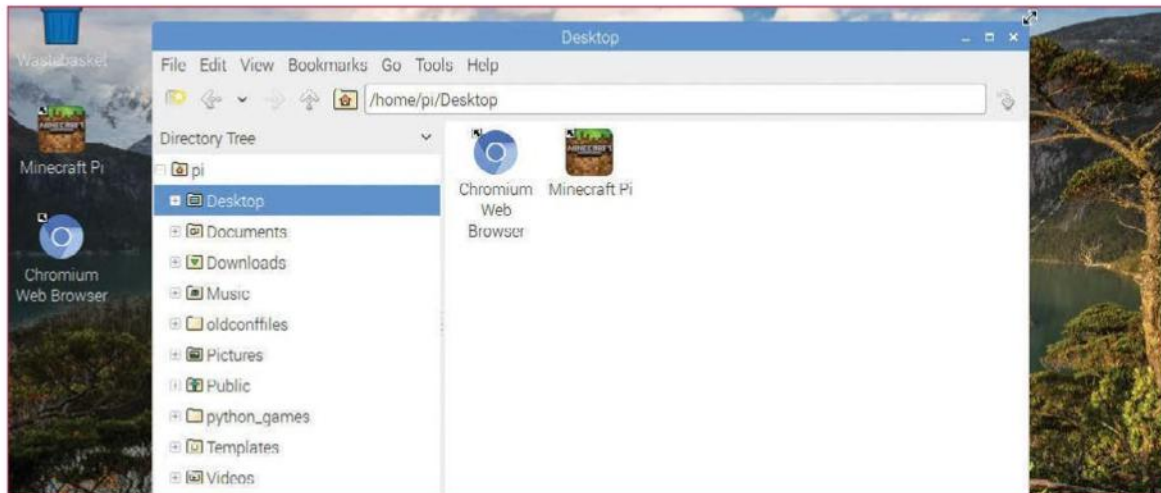 Wastebasket
Minecraft Pi
Chromium
Web Browser
Desktop
File Edit View Bookmarks Go Tools Help
/home/pi/Desktop
Directory Tree
pi
Desktop
Documents
Downloads
Music
oldconffiles
Pictures
Public
python_games
Templates
Videos
Chromium
Web
Browser
Minecraft Pi